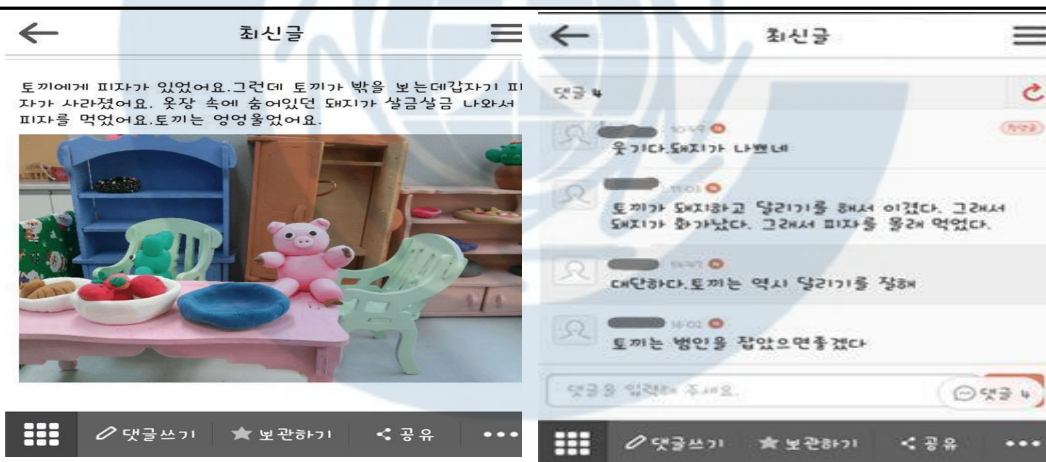 최신글
토끼에게 피자가 있었어요.그런데 토끼가 밖을 보는데갑자기 피
자가 사라졌어요. 옷장 속에 숨어있던 돼지가 살금살금 나와서
피자를 먹었어요.토끼는 엉엉울었어요.
댓글쓰기 보관하기 공유
최신글
댓글 4
10:49 N
웃기다.돼지가 나쁘네
11:03 N
토끼가 돼지하고 달리기를 해서 이겼다. 그래서
돼지가 화가났다. 그래서 피자를 몰래 먹었다.
N
대단하다.토끼는 역시 달리기를 잘해
14:02 N
토끼는 범인을 잡았으면좋겠다
댓글을 입력해 주세요.
댓글 4
댓글쓰기 보관하기 공유